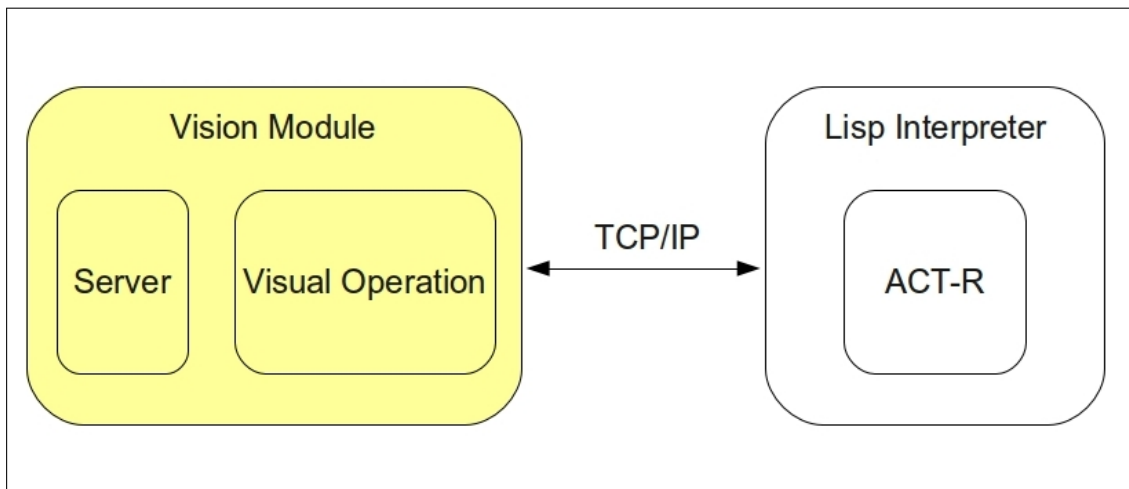 Vision Module
Server
Visual Operation
TCP/IP
Lisp Interpreter
ACT-R